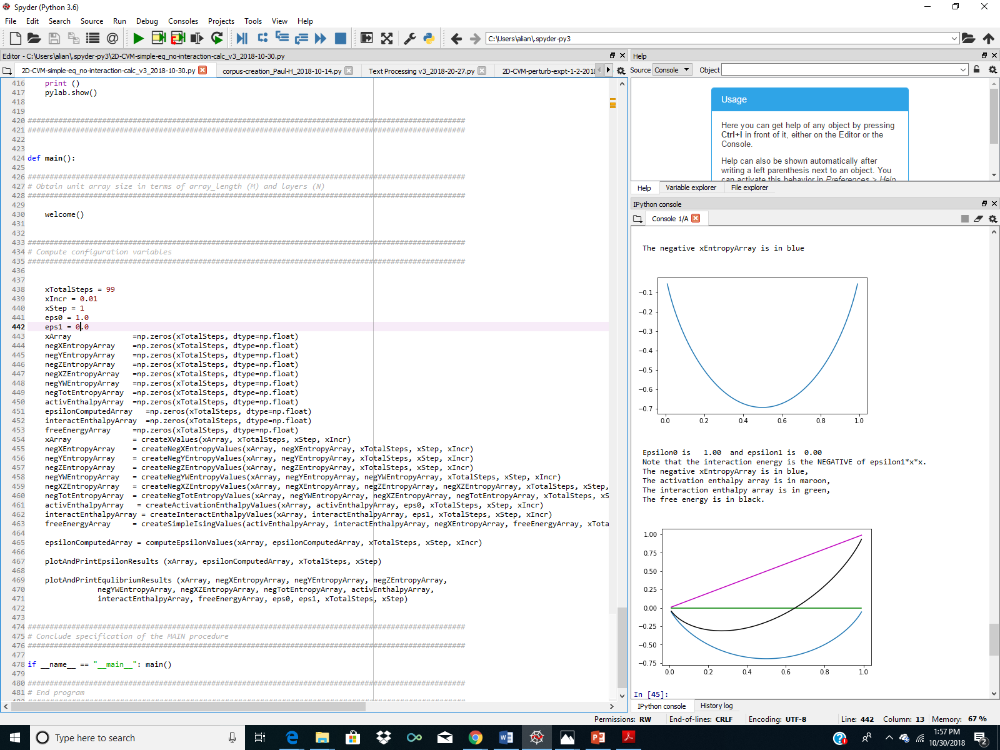 Spyder (Python 3.6)
File Edit Search Source Run Debug Consoles Projects Tools View Help
C:\Users\alian\.spyder-py3
Editor - C:\Users\alian\.spyder-py3\2D-CVM-simple-eq_no-interaction-calc_v3_2018-10-30.py
2D-CVM-simple-eq_no-interaction-calc_v3_2018-10-30.py corpus-creation_Paul-H_2018-10-14.py Text Processing v3_2018-20-27.py 2D-CVM-perturb-expt-1-2-2018
416 print ()
417 pylab.show()
418
419
420 ####################################################################################################
421 ####################################################################################################
422
423
424 def main():
425
426 ####################################################################################################
427 # Obtain unit array size in terms of array_length (M) and layers (N)
428 ####################################################################################################
429
430 welcome()
431
432
433 ####################################################################################################
434 # Compute configuration variables
435 ####################################################################################################
436
437
438 xTotalSteps = 99
439 xIncr = 0.01
440 xStep = 1
441 eps0 = 1.0
442 eps1 = 0.0
443 xArray =np.zeros(xTotalSteps, dtype=np.float)
444 negXEntropyArray =np.zeros(xTotalSteps, dtype=np.float)
445 negYEntropyArray =np.zeros(xTotalSteps, dtype=np.float)
446 negZEntropyArray =np.zeros(xTotalSteps, dtype=np.float)
447 negXZEntropyArray =np.zeros(xTotalSteps, dtype=np.float)
448 negYWEntropyArray =np.zeros(xTotalSteps, dtype=np.float)
449 negTotEntropyArray =np.zeros(xTotalSteps, dtype=np.float)
450 activEnthalpyArray =np.zeros(xTotalSteps, dtype=np.float)
451 epsilonComputedArray =np.zeros(xTotalSteps, dtype=np.float)
452 interactEnthalpyArray =np.zeros(xTotalSteps, dtype=np.float)
453 freeEnergyArray =np.zeros(xTotalSteps, dtype=np.float)
454 xArray = createXValues(xArray, xTotalSteps, xStep, xIncr)
455 negXEntropyArray = createNegXEntropyValues(xArray, negXEntropyArray, xTotalSteps, xStep, xIncr)
456 negYEntropyArray = createNegYEntropyValues(xArray, negYEntropyArray, xTotalSteps, xStep, xIncr)
457 negZEntropyArray = createNegZEntropyValues(xArray, negZEntropyArray, xTotalSteps, xStep, xIncr)
458 negYWEntropyArray = createNegYWEntropyValues(xArray, negYEntropyArray, negYWEntropyArray, xTotalSteps, xStep, xIncr)
459 negXZEntropyArray = createNegXZEntropyValues(xArray, negXEntropyArray, negZEntropyArray, negXZEntropyArray, xTotalSteps, xStep,
460 negTotEntropyArray = createNegTotEntropyValues(xArray, negYWEntropyArray, negXZEntropyArray, negTotEntropyArray, xTotalSteps, xS
461 activEnthalpyArray = createActivationEnthalpyValues(xArray, activEnthalpyArray, eps0, xTotalSteps, xStep, xIncr)
462 interactEnthalpyArray = createInteractEnthalpyValues(xArray, interactEnthalpyArray, eps1, xTotalSteps, xStep, xIncr)
463 freeEnergyArray = createSimpleIsingValues(activEnthalpyArray, interactEnthalpyArray, negXEntropyArray, freeEnergyArray, xTota
464
465 epsilonComputedArray = computeEpsilonValues(xArray, epsilonComputedArray, xTotalSteps, xStep, xIncr)
466
467 plotAndPrintEpsilonResults (xArray, epsilonComputedArray, xTotalSteps, xStep)
468
469 plotAndPrintEqulibriumResults (xArray, negXEntropyArray, negYEntropyArray, negZEntropyArray,
470 negYWEntropyArray, negXZEntropyArray, negTotEntropyArray, activEnthalpyArray,
471 interactEnthalpyArray, freeEnergyArray, eps0, eps1, xTotalSteps, xStep)
472
473
474 ####################################################################################################
475 # Conclude specification of the MAIN procedure
476 ####################################################################################################
477
478 if __name__ == "__main__": main()
479
480 ####################################################################################################
481 # End program
Help
Source Console Object
Usage
Here you can get help of any object by pressing
Ctrl+I in front of it, either on the Editor or the
Console.
Help can also be shown automatically after
writing a left parenthesis next to an object. You
can activate this behavior in Preferences > Help.
Help Variable explorer File explorer
IPython console
Console 1/A
The negative xEntropyArray is in blue
−0.1
−0.2
−0.3
−0.4
−0.5
−0.6
−0.7
0.0 0.2 0.4 0.6 0.8 1.0
Epsilon0 is 1.00 and epsilon1 is 0.00
Note that the interaction energy is the NEGATIVE of epsilon1*x*x.
The negative xEntropyArray is in blue,
The activation enthalpy array is in maroon,
The interaction enthalpy array is in green,
The free energy is in black.
1.00
0.75
0.50
0.25
0.00
−0.25
−0.50
−0.75
0.0 0.2 0.4 0.6 0.8 1.0
In [45]:
IPython console History log
Permissions: RW End-of-lines: CRLF Encoding: UTF-8 Line: 442 Column: 13 Memory: 67 %
Type here to search
1:57 PM
10/30/2018
2